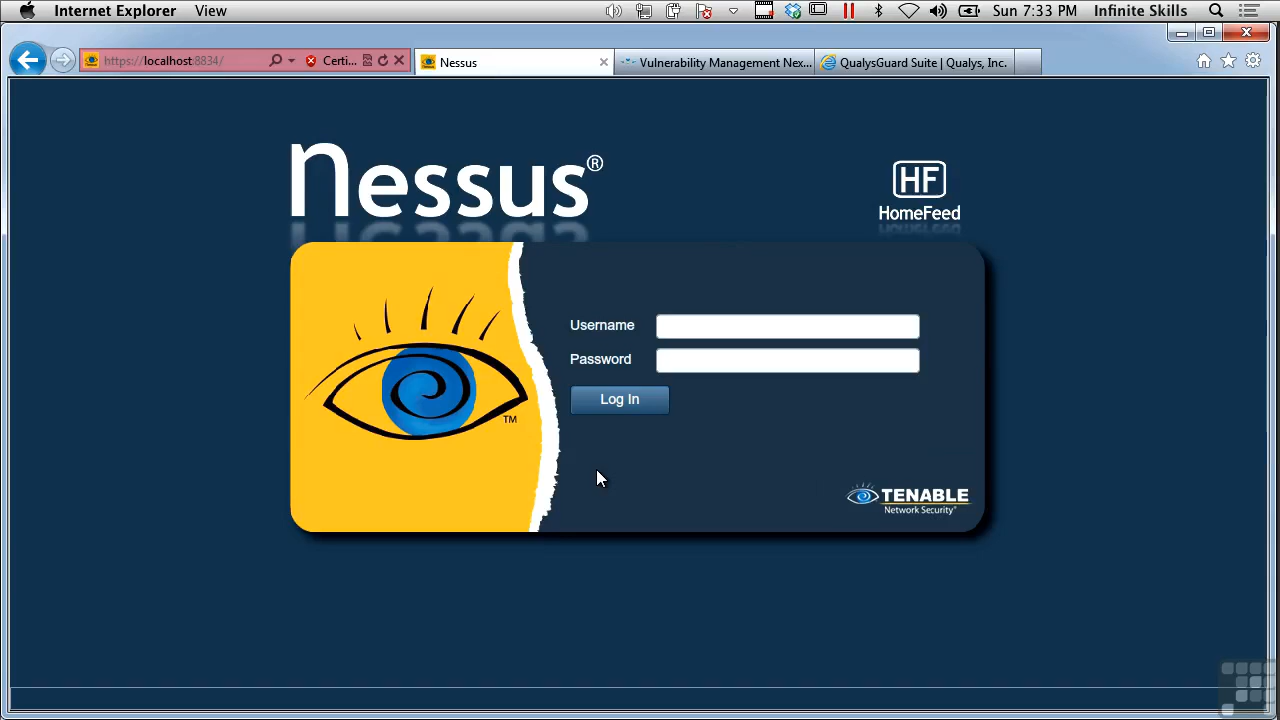 Internet Explorer View Sun 7:33 PM Infinite Skills
https://localhost:8834/ Certi... Nessus Vulnerability Management Nex... QualysGuard Suite | Qualys, Inc.
nessus®
HF
HomeFeed
Username
Password
Log In
TM
TENABLE
Network Security®